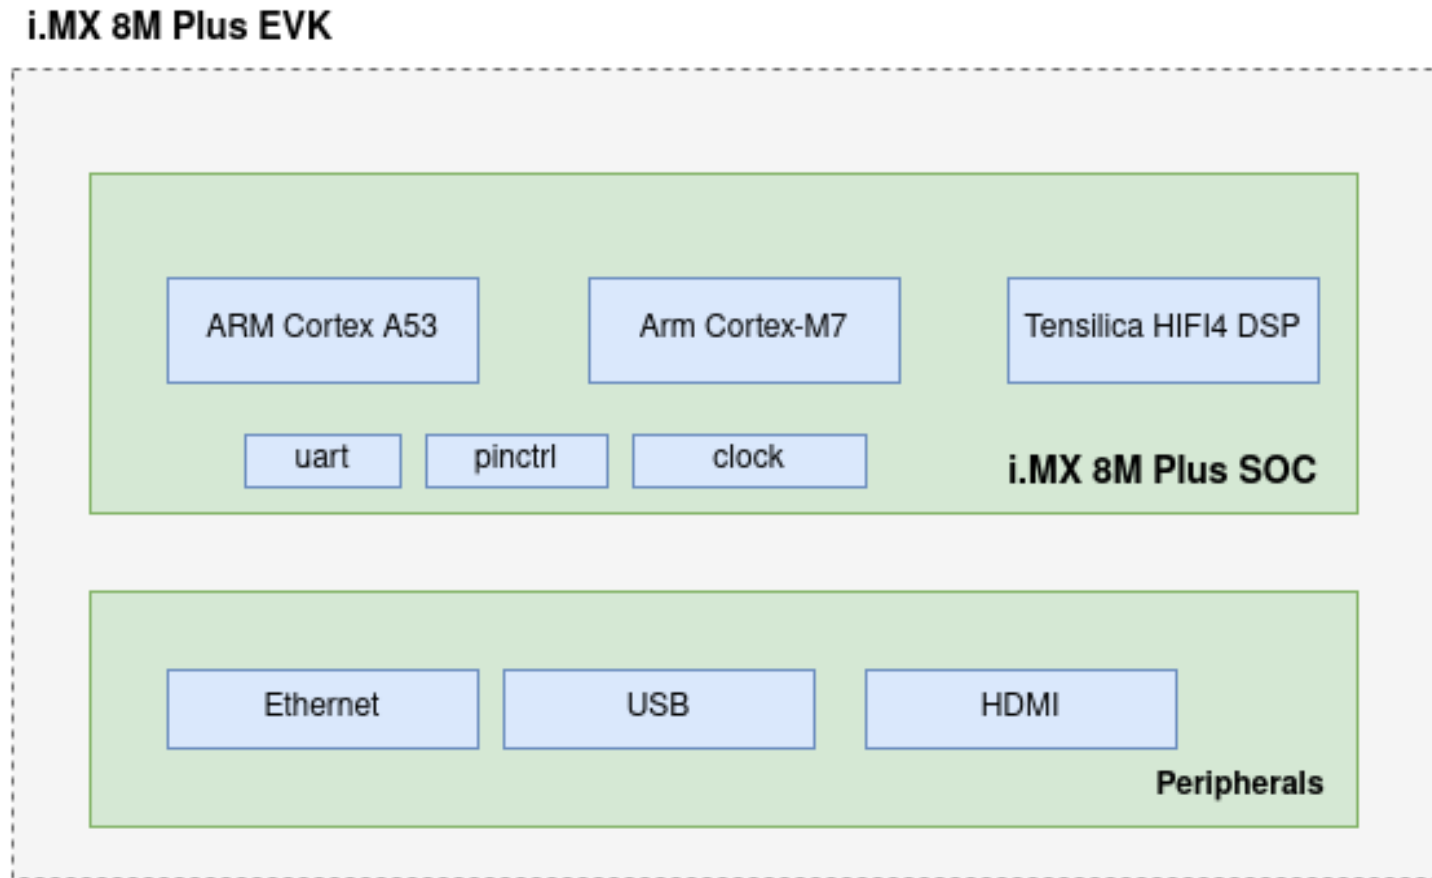 i.MX 8M Plus EVK
ARM Cortex A53
Arm Cortex-M7
Tensilica HIFI4 DSP
uart
pinctrl
clock
i.MX 8M Plus SOC
Ethernet
USB
HDMI
Peripherals